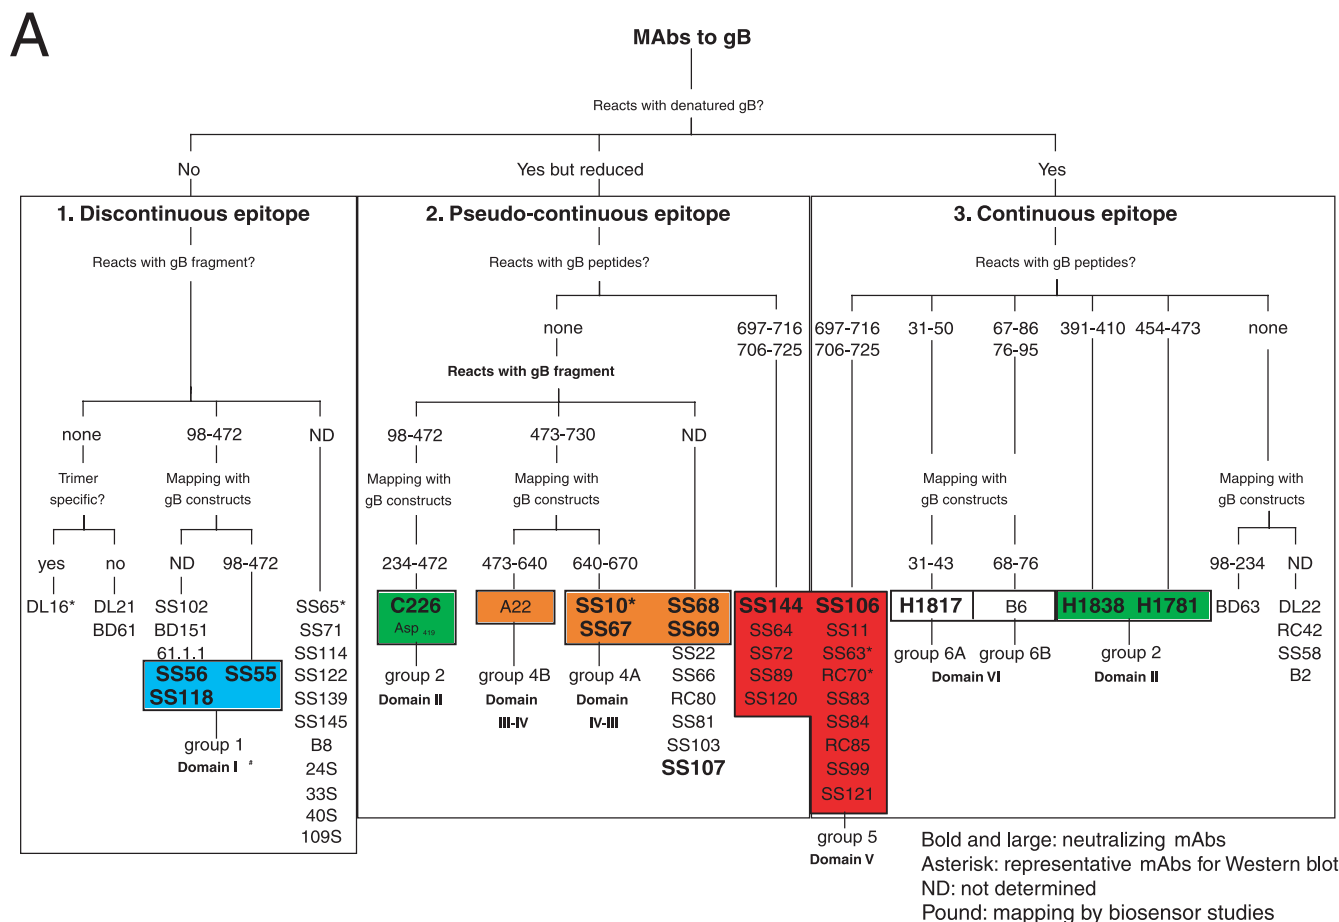 A
MAbs to gB
Reacts with denatured gB?
No
Yes but reduced
Yes
1. Discontinuous epitope
Reacts with gB fragment?
none
98-472
ND
Trimer
specific?
Mapping with
gB constructs
yes
no
ND
98-472
DL16*
DL21
BD61
SS102
BD151
61.1.1
SS56 SS55
SS118
group 1
Domain I #
SS65*
SS71
SS114
SS122
SS139
SS145
B8
24S
33S
40S
109S
2. Pseudo-continuous epitope
Reacts with gB peptides?
none
697-716
706-725
Reacts with gB fragment
98-472
473-730
ND
Mapping with
gB constructs
Mapping with
gB constructs
234-472
473-640
640-670
C226
Asp 419
group 2
Domain II
A22
group 4B
Domain
III-IV
SS10* SS68
SS67 SS69
group 4A
Domain
IV-III
SS22
SS66
RC80
SS81
SS103
SS107
SS144
SS64
SS72
SS89
SS120
3. Continuous epitope
Reacts with gB peptides?
697-716
706-725
31-50
67-86
76-95
391-410
454-473
none
Mapping with
gB constructs
Mapping with
gB constructs
31-43
68-76
98-234
ND
SS106
SS11
SS63*
RC70*
SS83
SS84
RC85
SS99
SS121
group 5
Domain V
H1817
B6
group 6A
group 6B
Domain VI
H1838 H1781
group 2
Domain II
BD63
DL22
RC42
SS58
B2
Bold and large: neutralizing mAbs
Asterisk: representative mAbs for Western blot
ND: not determined
Pound: mapping by biosensor studies